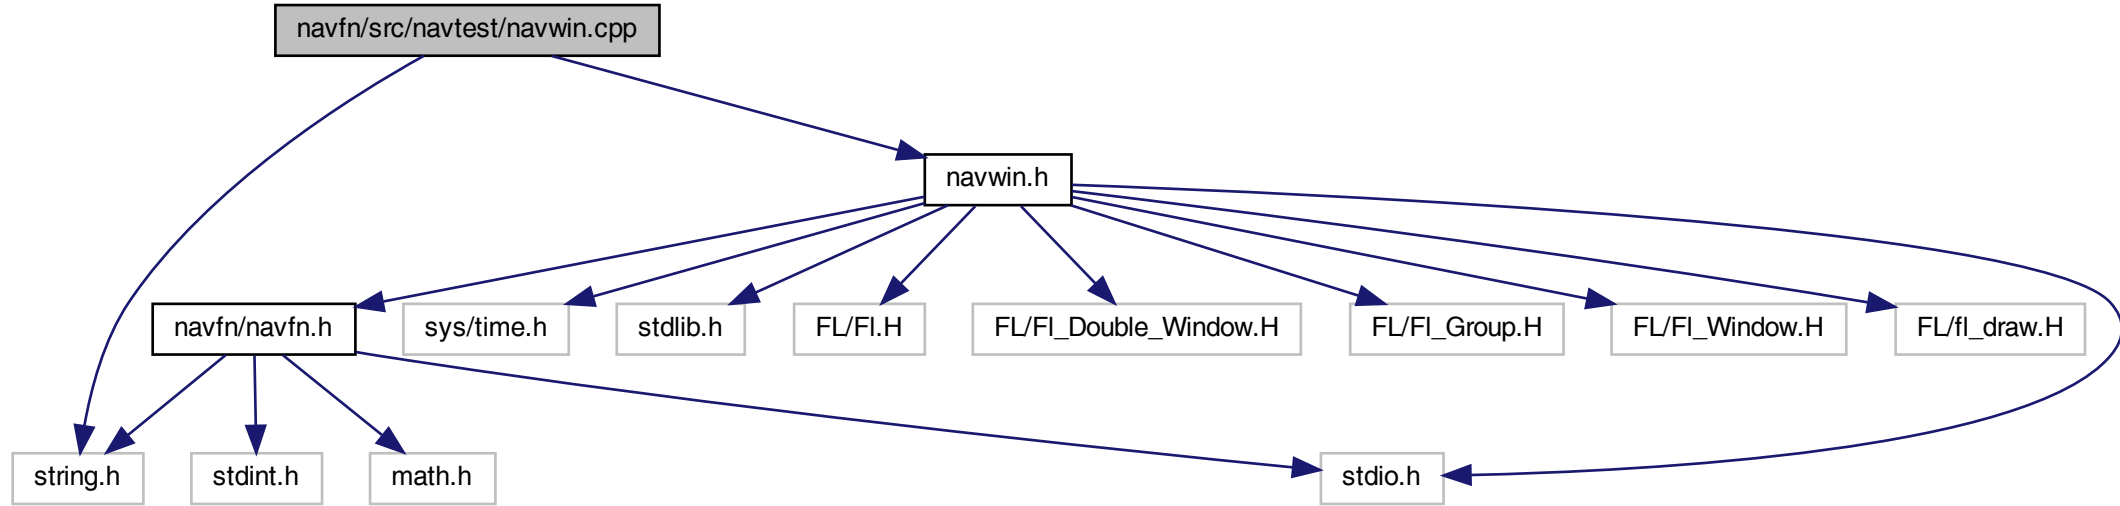 navfn/src/navtest/navwin.cpp
navwin.h
navfn/navfn.h
sys/time.h
stdlib.h
FL/Fl.H
FL/Fl_Double_Window.H
FL/Fl_Group.H
FL/Fl_Window.H
FL/fl_draw.H
string.h
stdint.h
math.h
stdio.h